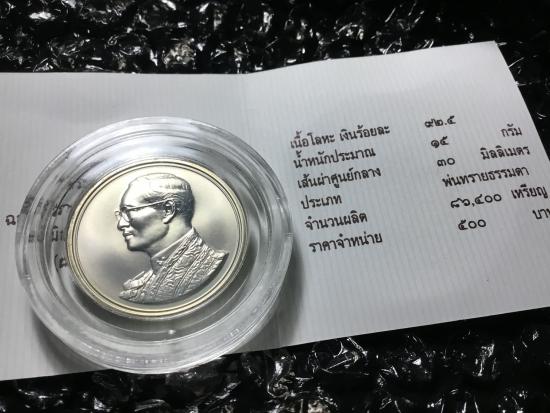 เนื้อโลหะ เงินร้อยละ ๙๒.๕
น้ำหนักประมาณ ๑๕ กรัม
เส้นผ่าศูนย์กลาง ๓๐ มิลลิเมตร
ประเภท พ่นทรายธรรมดา
จำนวนผลิต ๘๑,๔๐๐ เหรียญ
ราคาจำหน่าย ๕๐๐ บาท